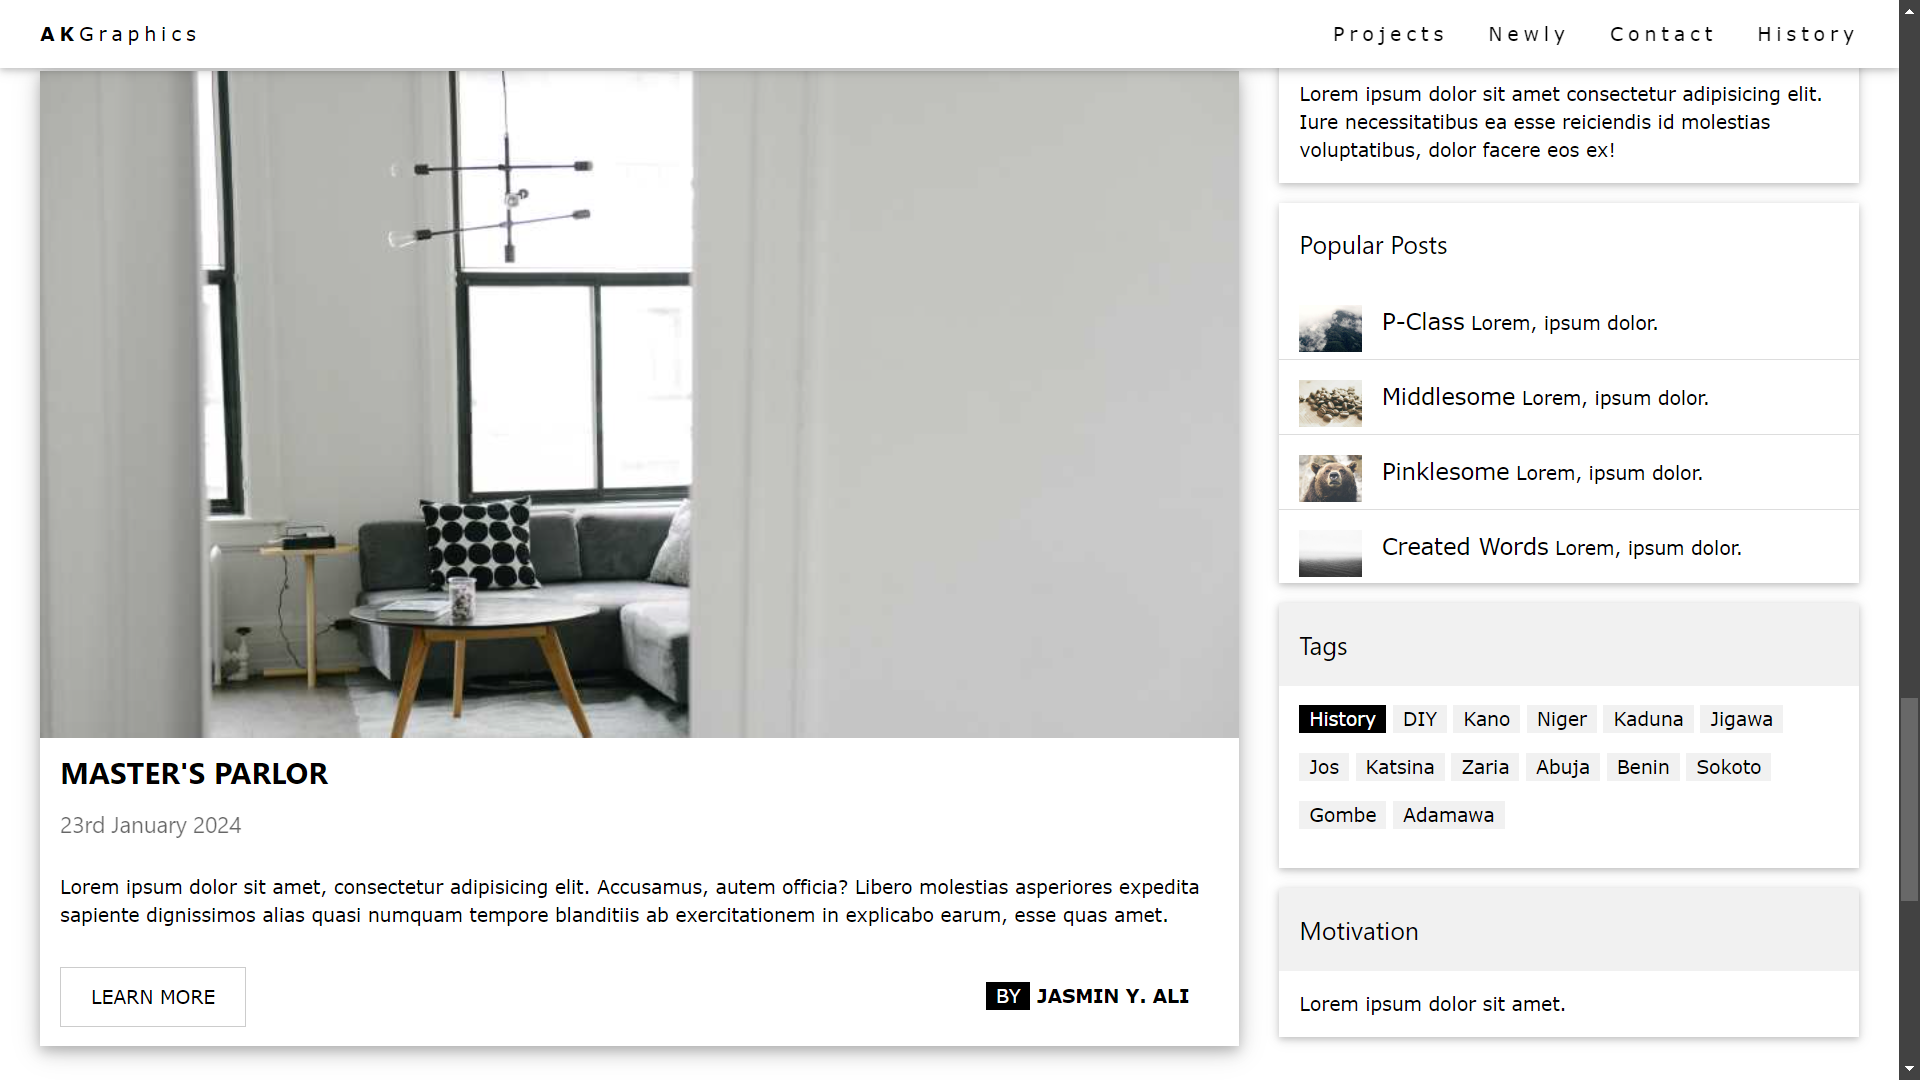 AKGraphics
Projects Newly Contact History
MASTER'S PARLOR
23rd January 2024
Lorem ipsum dolor sit amet, consectetur adipisicing elit. Accusamus, autem officia? Libero molestias asperiores expedita
sapiente dignissimos alias quasi numquam tempore blanditiis ab exercitationem in explicabo earum, esse quas amet.
LEARN MORE
BY JASMIN Y. ALI
Lorem ipsum dolor sit amet consectetur adipisicing elit.
Iure necessitatibus ea esse reiciendis id molestias
voluptatibus, dolor facere eos ex!
Popular Posts
P-Class Lorem, ipsum dolor.
Middlesome Lorem, ipsum dolor.
Pinklesome Lorem, ipsum dolor.
Created Words Lorem, ipsum dolor.
Tags
History DIY Kano Niger Kaduna Jigawa
Jos Katsina Zaria Abuja Benin Sokoto
Gombe Adamawa
Motivation
Lorem ipsum dolor sit amet.